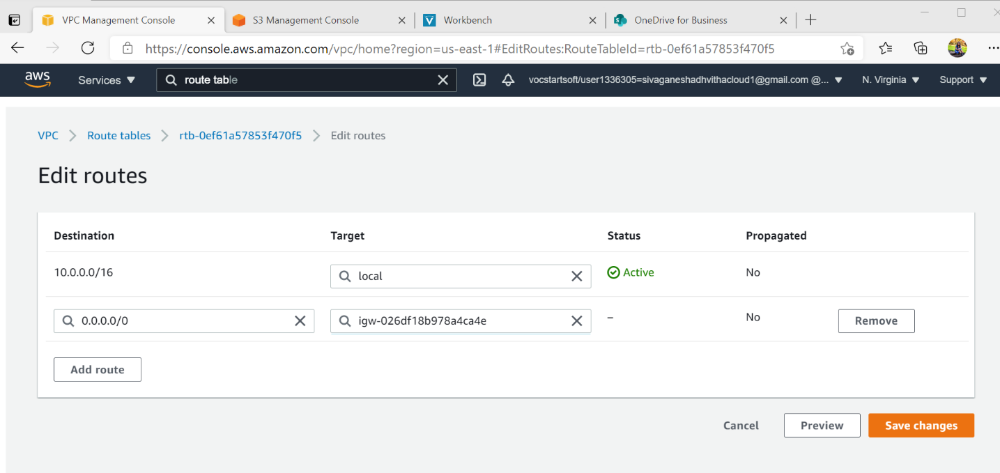 VPC Management Console
S3 Management Console
Workbench
OneDrive for Business
https://console.aws.amazon.com/vpc/home?region=us-east-1#EditRoutes:RouteTableId=rtb-0ef61a57853f470f5
aws
Services
route table
vocstartsoft/user1336305=sivaganeshadhvithacloud1@gmail.com @...
N. Virginia
Support
VPC
Route tables
rtb-0ef61a57853f470f5
Edit routes
Edit routes
Destination
Target
Status
Propagated
10.0.0.0/16
local
Active
No
0.0.0.0/0
igw-026df18b978a4ca4e
–
No
Remove
Add route
Cancel
Preview
Save changes